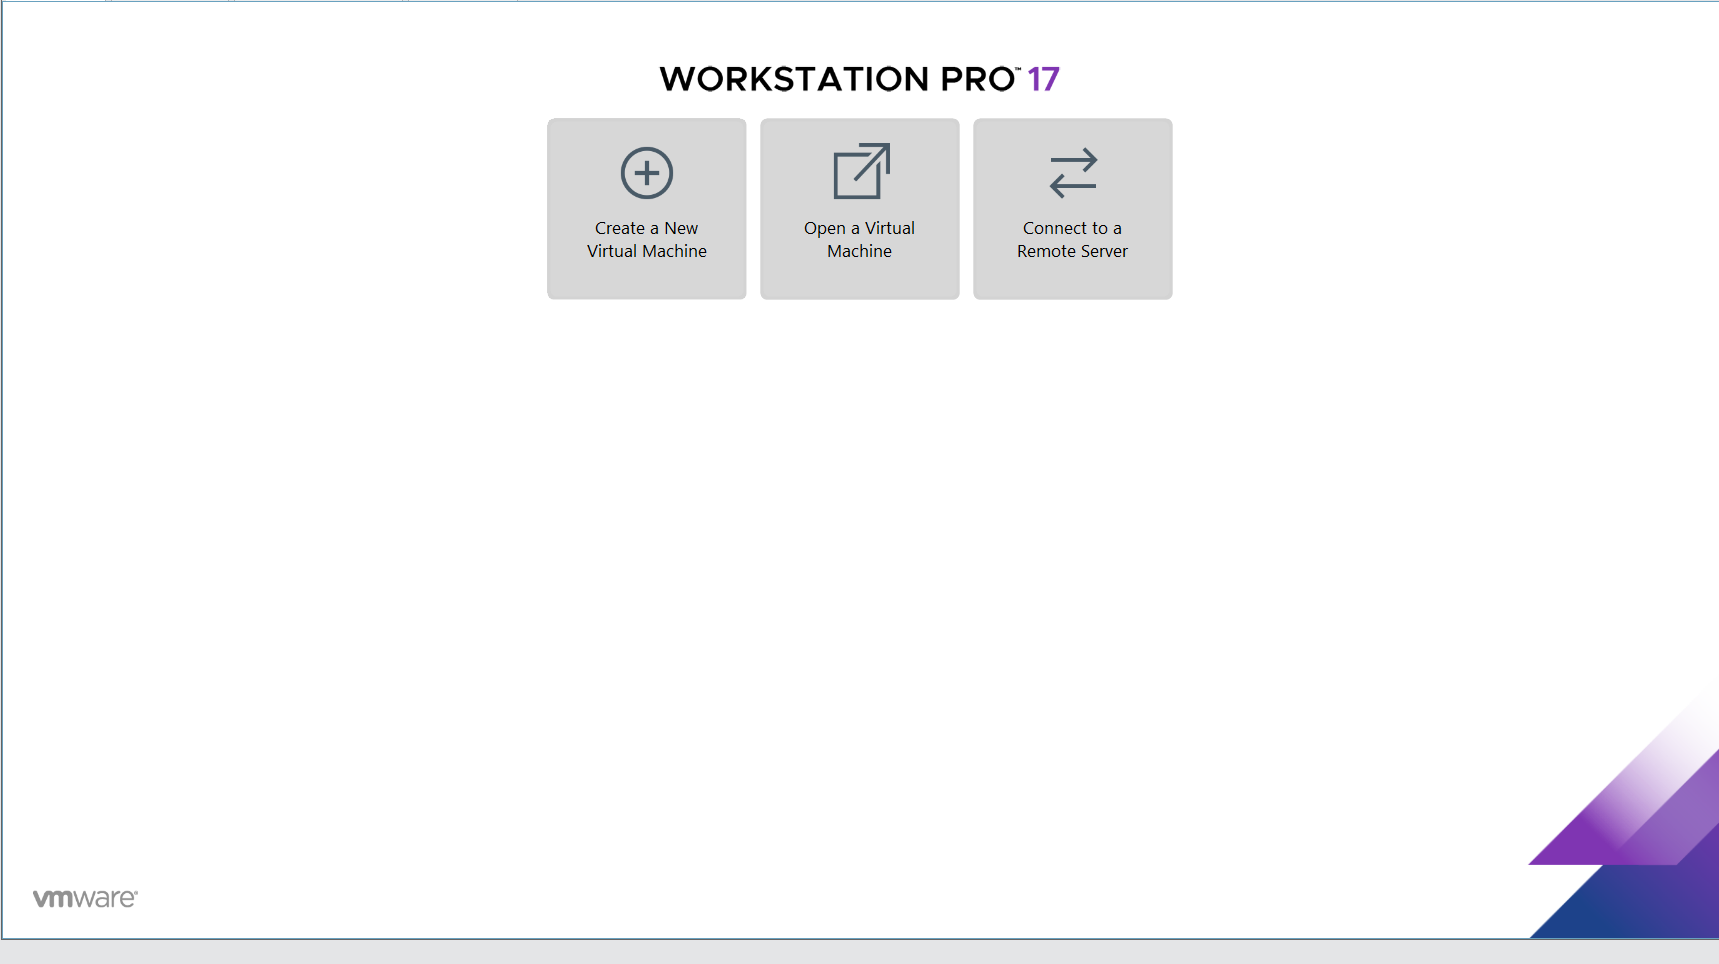 WORKSTATION PRO™ 17
Create a New
Virtual Machine
Open a Virtual
Machine
Connect to a
Remote Server
vmware®